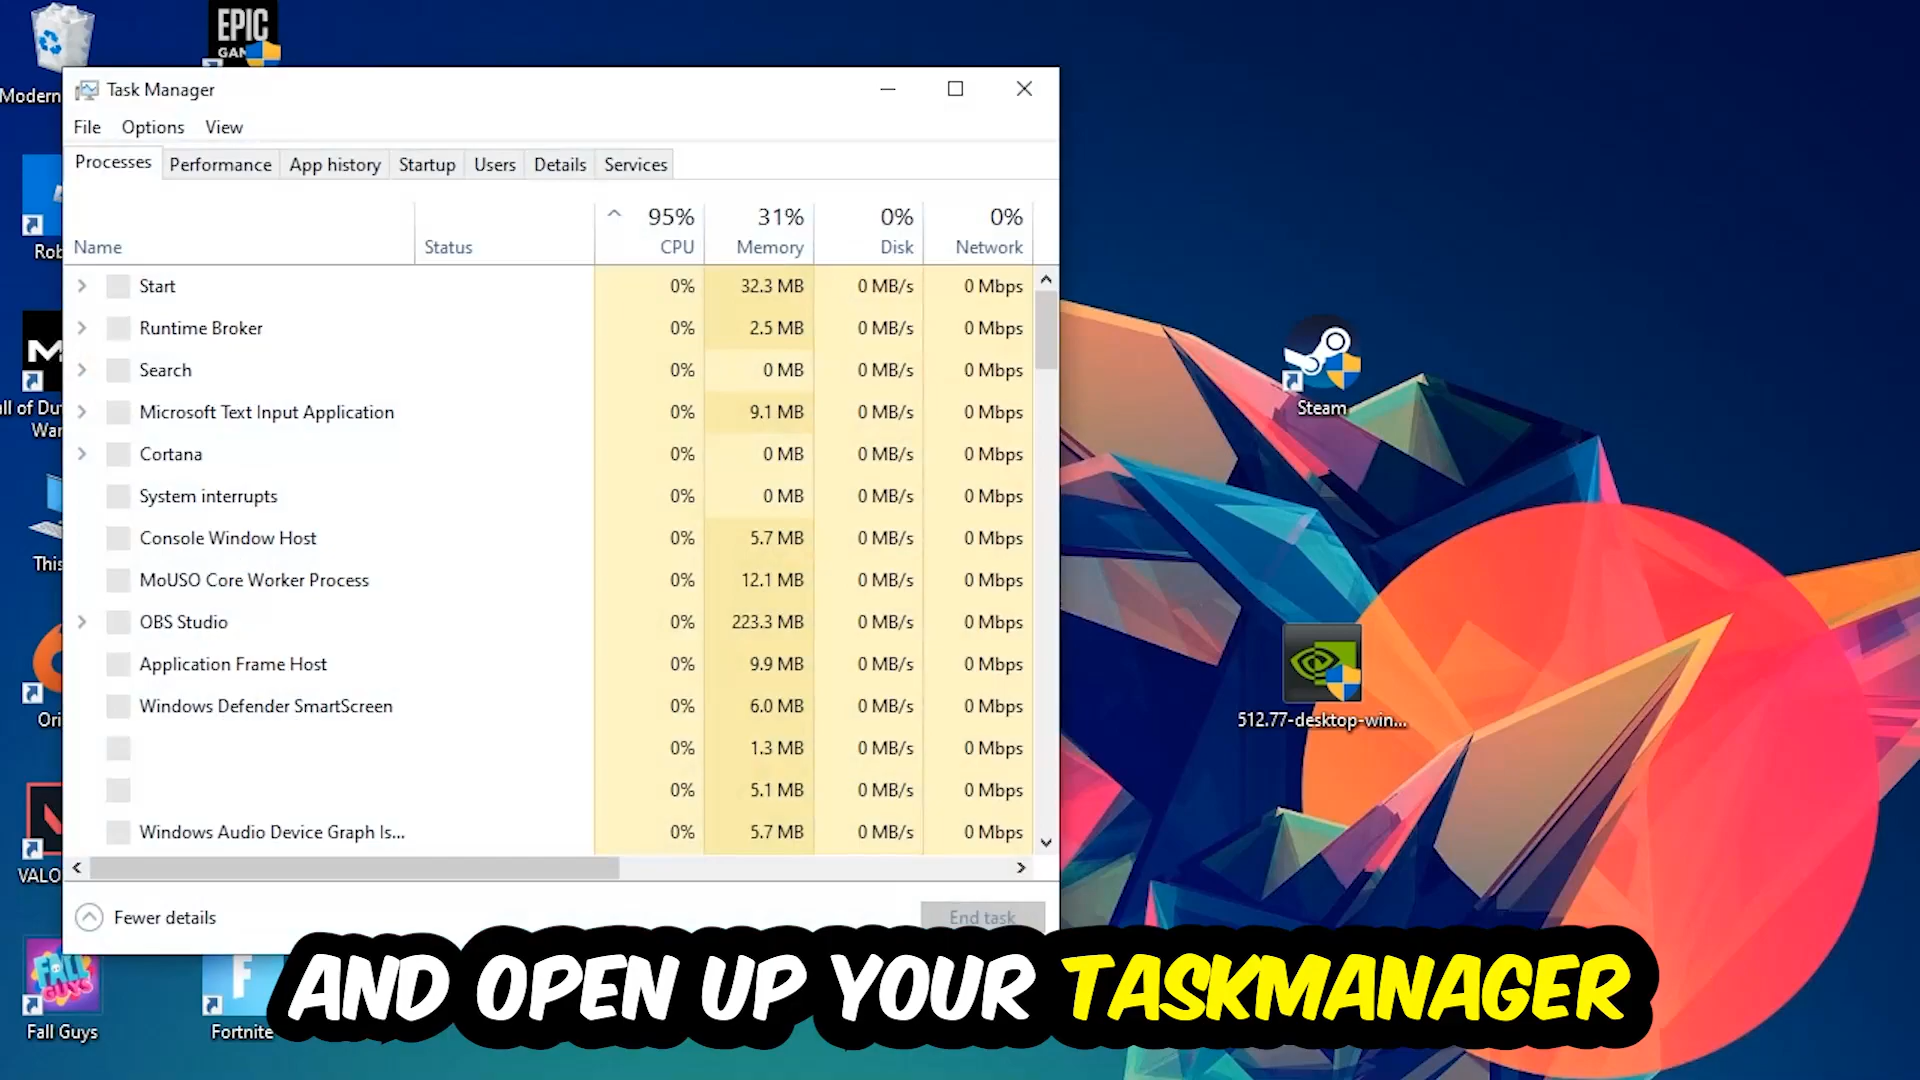 EPIC
GAM
Modern
Task Manager
File Options View
Processes Performance App history Startup Users Details Services
95% 31% 0% 0%
Name Status CPU Memory Disk Network
Start 0% 32.3 MB 0 MB/s 0 Mbps
Runtime Broker 0% 2.5 MB 0 MB/s 0 Mbps
Search 0% 0 MB 0 MB/s 0 Mbps
Microsoft Text Input Application 0% 9.1 MB 0 MB/s 0 Mbps
Cortana 0% 0 MB 0 MB/s 0 Mbps
System interrupts 0% 0 MB 0 MB/s 0 Mbps
Console Window Host 0% 5.7 MB 0 MB/s 0 Mbps
MoUSO Core Worker Process 0% 12.1 MB 0 MB/s 0 Mbps
OBS Studio 0% 223.3 MB 0 MB/s 0 Mbps
Application Frame Host 0% 9.9 MB 0 MB/s 0 Mbps
Windows Defender SmartScreen 0% 6.0 MB 0 MB/s 0 Mbps
0% 1.3 MB 0 MB/s 0 Mbps
0% 5.1 MB 0 MB/s 0 Mbps
Windows Audio Device Graph Is... 0% 5.7 MB 0 MB/s 0 Mbps
Fewer details End task
Rob
M
all of Du
War
This
Ori
VALO
FALL
GUYS
Fall Guys
F
Fortnite
Steam
512.77-desktop-win...
AND OPEN UP YOUR TASKMANAGER